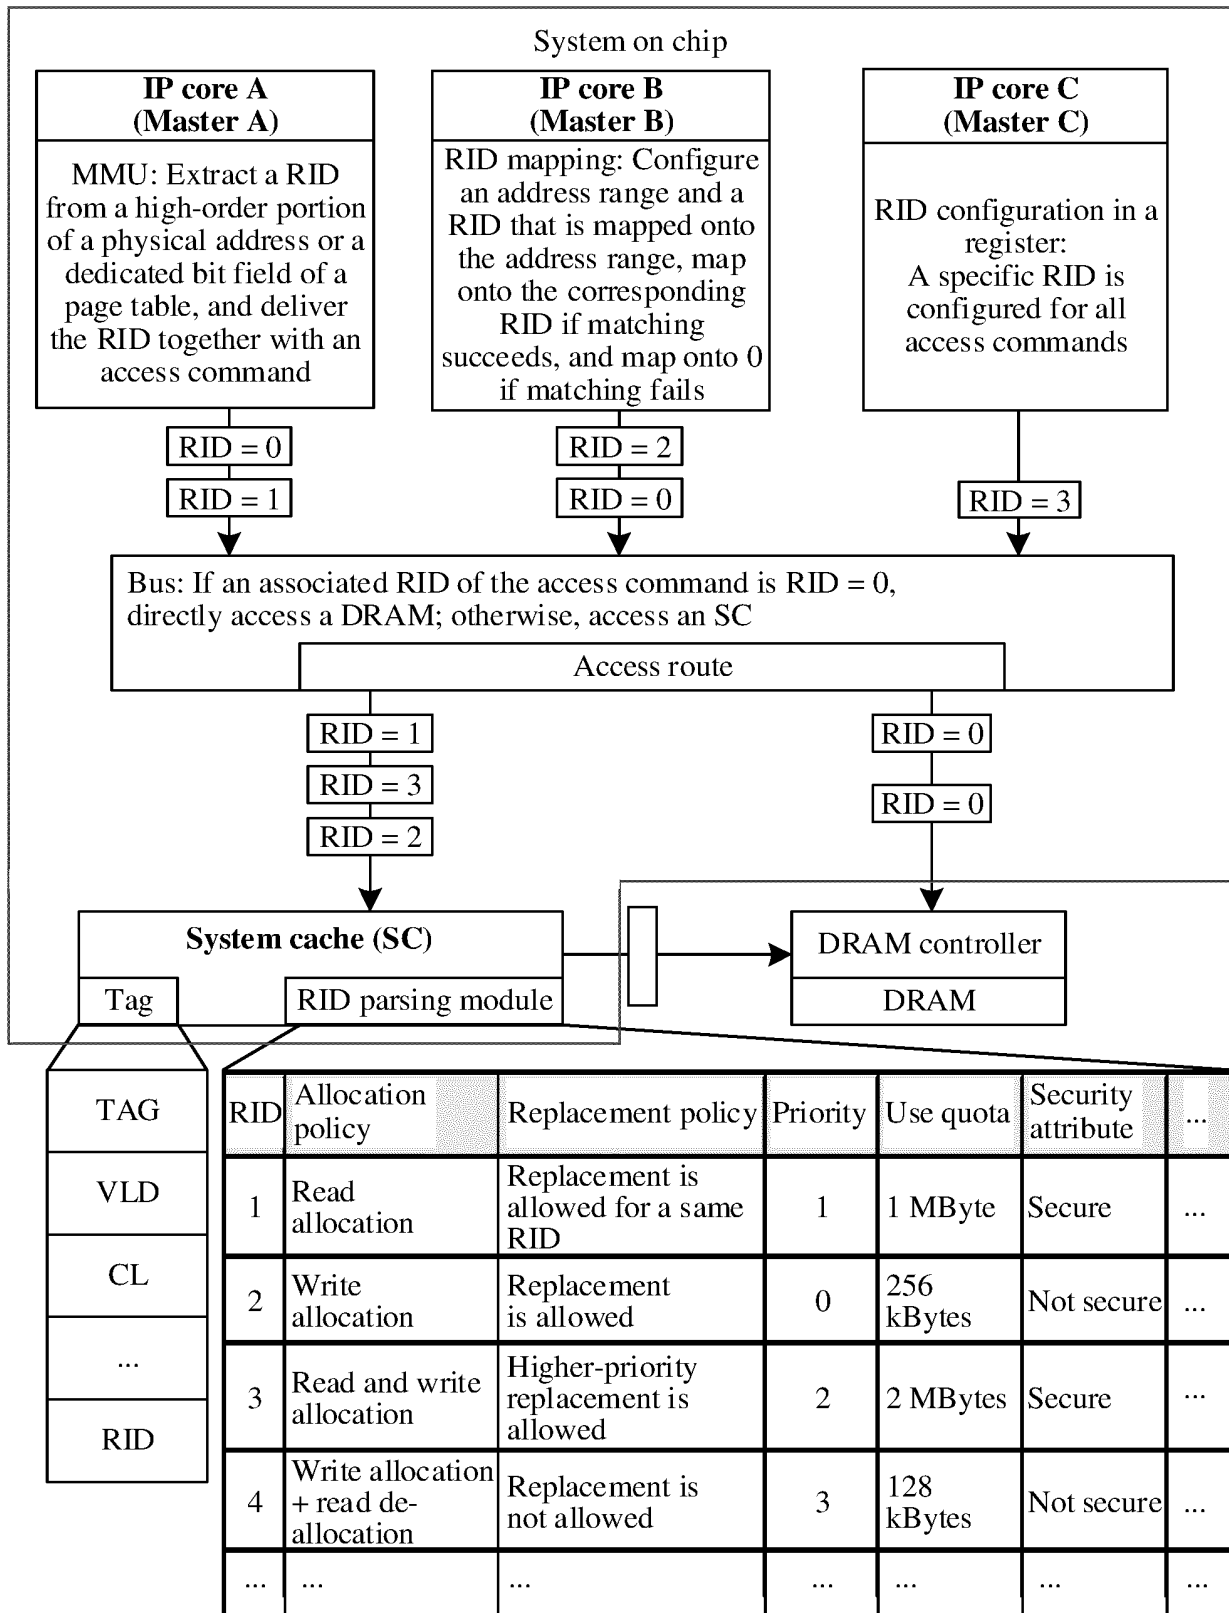 System on chip
IP core A
(Master A)
MMU: Extract a RID
from a high-order portion
of a physical address or a
dedicated bit field of a
page table, and deliver
the RID together with an
access command
IP core B
(Master B)
RID mapping: Configure
an address range and a
RID that is mapped onto
the address range, map
onto the corresponding
RID if matching
succeeds, and map onto 0
if matching fails
IP core C
(Master C)
RID configuration in a
register:
A specific RID is
configured for all
access commands
RID = 0
RID = 1
RID = 2
RID = 0
RID = 3
Bus: If an associated RID of the access command is RID = 0,
directly access a DRAM; otherwise, access an SC
Access route
RID = 1
RID = 3
RID = 2
RID = 0
RID = 0
System cache (SC)
Tag
RID parsing module
DRAM controller
DRAM
TAG
VLD
CL
...
RID
RID
Allocation
policy
Replacement policy
Priority
Use quota
Security
attribute
...
1
Read
allocation
Replacement is
allowed for a same
RID
1
1 MByte
Secure
...
2
Write
allocation
Replacement
is allowed
0
256
kBytes
Not secure
...
3
Read and write
allocation
Higher-priority
replacement is
allowed
2
2 MBytes
Secure
...
4
Write allocation
+ read de-
allocation
Replacement is
not allowed
3
128
kBytes
Not secure
...
...
...
...
...
...
...
...